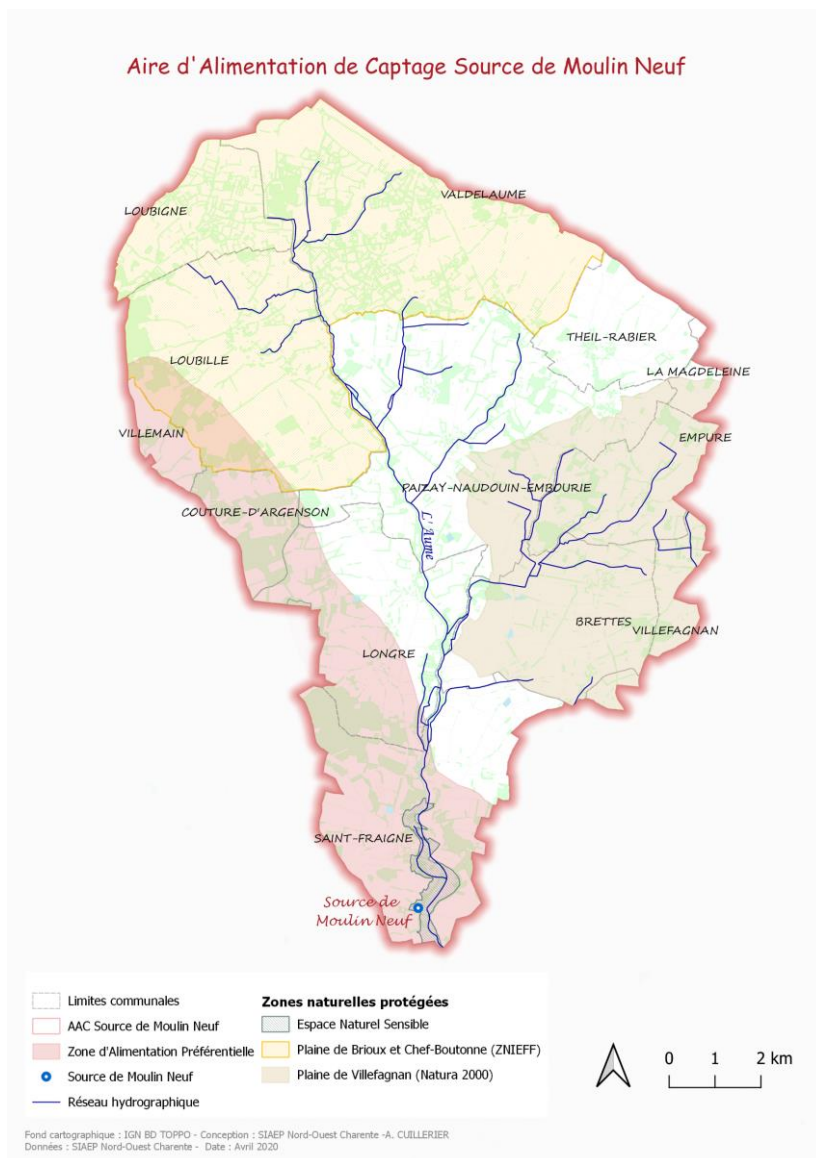 Aire d'Alimentation de Captage Source de Moulin Neuf
VALDELAUME
LOUBIGNE
THEIL-RABIER
LOUBILLE
LA MAGDELEINE
VILLEMAIN
EMPURE
PAIZAY-NAUDOUIN-EMBOURIE
COUTURE-D'ARGENSON
L'Aume
BRETTES
VILLEFAGNAN
LONGRE
SAINT-FRAIGNE
Source de
Moulin Neuf
Limites communales
AAC Source de Moulin Neuf
Zone d'Alimentation Préférentielle
Source de Moulin Neuf
Réseau hydrographique
Zones naturelles protégées
Espace Naturel Sensible
Plaine de Brioux et Chef-Boutonne (ZNIEFF)
Plaine de Villefagnan (Natura 2000)
0 1 2 km
Fond cartographique : IGN BD TOPPO - Conception : SIAEP Nord-Ouest Charente -A. CUILLERIER
Données : SIAEP Nord-Ouest Charente - Date : Avril 2020